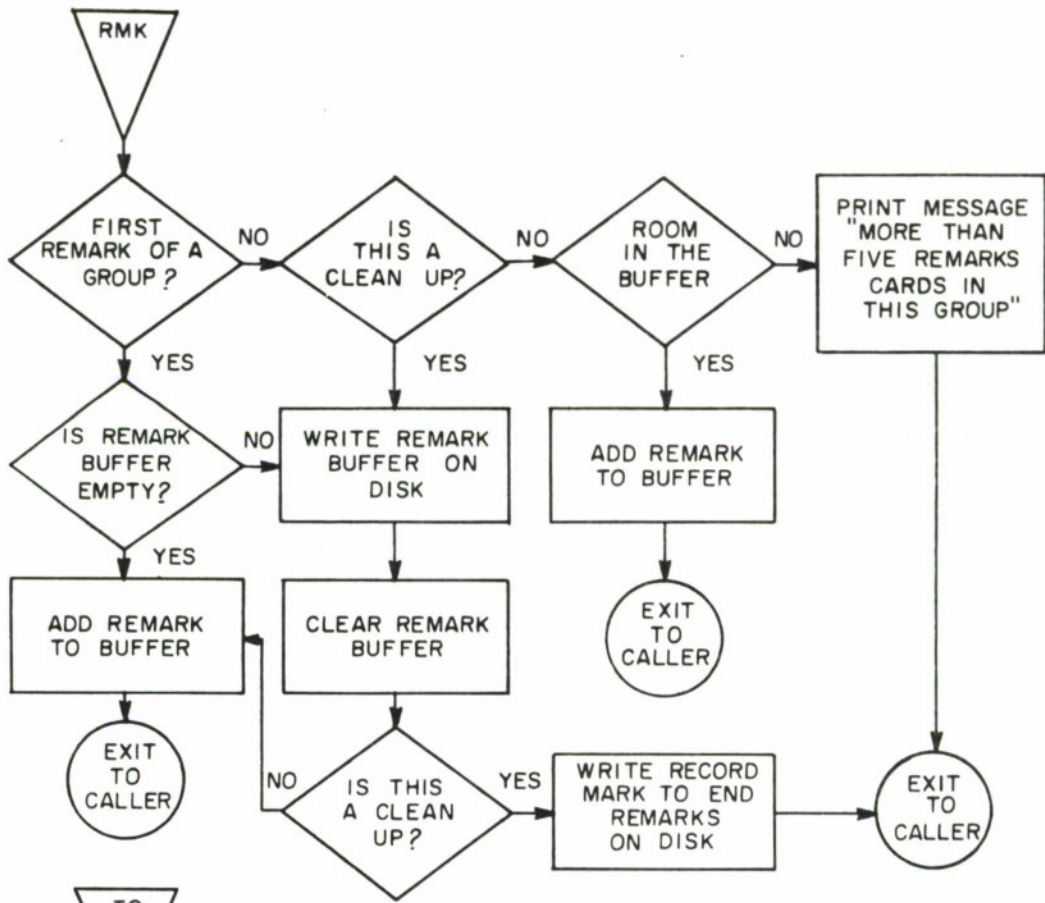 RMK
FIRST
REMARK OF A
GROUP?
NO
IS
THIS A
CLEAN UP?
NO
ROOM
IN THE
BUFFER
NO
PRINT MESSAGE
"MORE THAN
FIVE REMARKS
CARDS IN
THIS GROUP"
YES
YES
YES
IS REMARK
BUFFER
EMPTY?
NO
WRITE REMARK
BUFFER ON
DISK
ADD REMARK
TO BUFFER
YES
ADD REMARK
TO BUFFER
CLEAR REMARK
BUFFER
EXIT
TO
CALLER
EXIT
TO
CALLER
NO
IS THIS
A CLEAN
UP?
YES
WRITE RECORD
MARK TO END
REMARKS
ON DISK
EXIT
TO
CALLER
TO